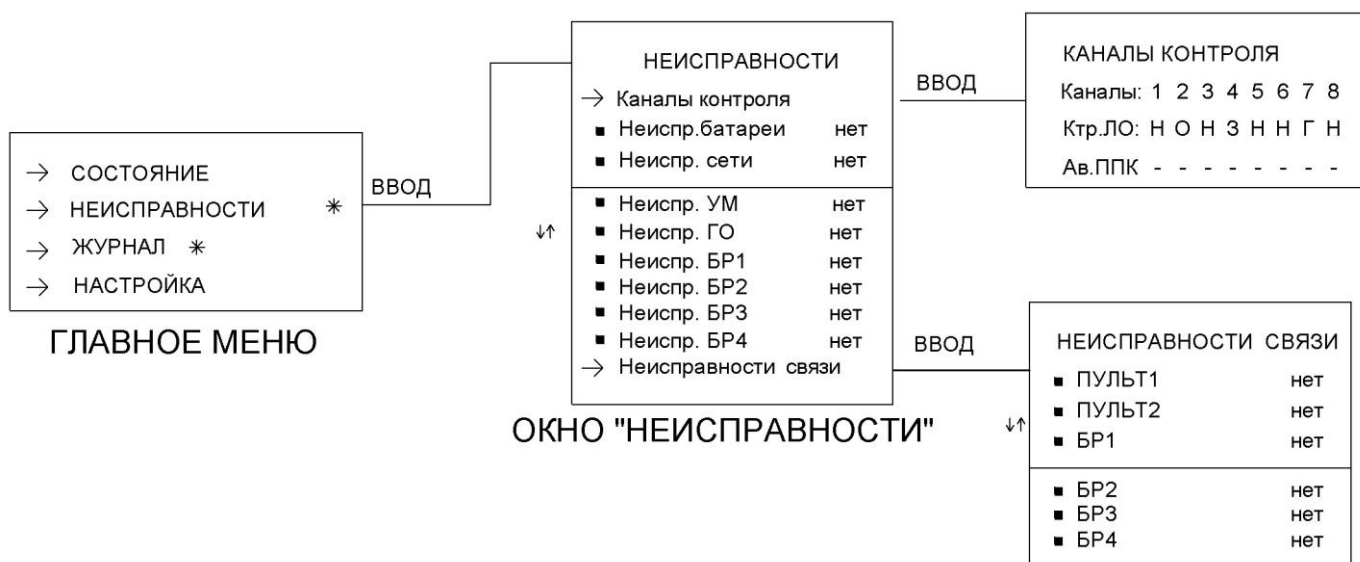 → СОСТОЯНИЕ
→ НЕИСПРАВНОСТИ *
→ ЖУРНАЛ *
→ НАСТРОЙКА
ГЛАВНОЕ МЕНЮ
ВВОД
НЕИСПРАВНОСТИ
→ Каналы контроля
▪ Неиспр.батареи нет
▪ Неиспр. сети нет
▪ Неиспр. УМ нет
↓↑ ▪ Неиспр. ГО нет
▪ Неиспр. БР1 нет
▪ Неиспр. БР2 нет
▪ Неиспр. БР3 нет
▪ Неиспр. БР4 нет
→ Неисправности связи
ОКНО "НЕИСПРАВНОСТИ"
ВВОД
КАНАЛЫ КОНТРОЛЯ
Каналы: 1 2 3 4 5 6 7 8
Ктр.ЛО: Н О Н З Н Н Г Н
Ав.ППК - - - - - - - -
ВВОД
НЕИСПРАВНОСТИ СВЯЗИ
▪ ПУЛЬТ1 нет
▪ ПУЛЬТ2 нет
↓↑ ▪ БР1 нет
▪ БР2 нет
▪ БР3 нет
▪ БР4 нет